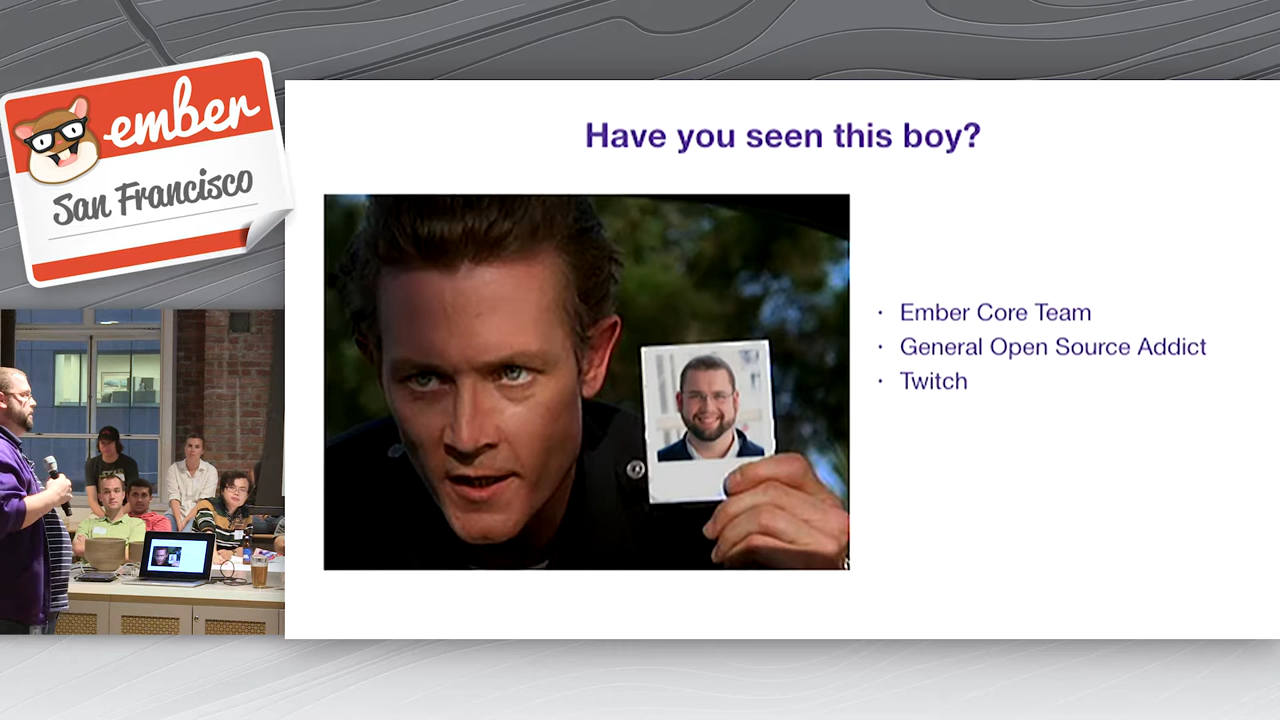 ember
San Francisco
Have you seen this boy?
· Ember Core Team
· General Open Source Addict
· Twitch